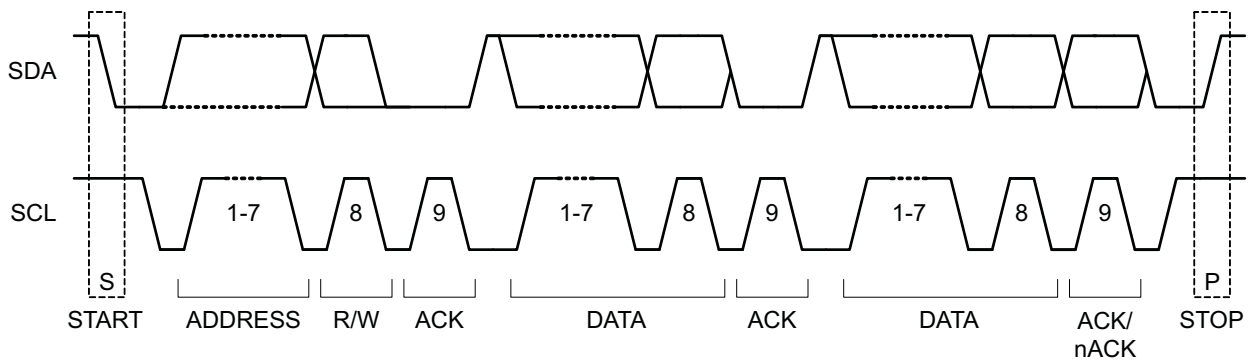 SDA
SCL
1-7 8 9 1-7 8 9 1-7 8 9
S P
START ADDRESS R/W ACK DATA ACK DATA ACK/ STOP
nACK